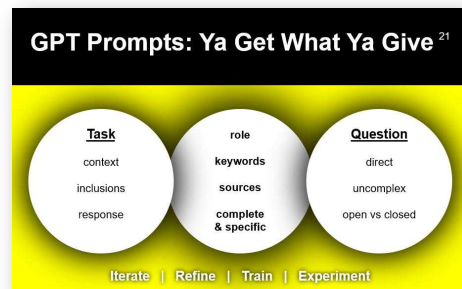 GPT Prompts: Ya Get What Ya Give 21
Task
context
inclusions
response
role
keywords
sources
complete
& specific
Question
direct
uncomplex
open vs closed
Iterate | Refine | Train | Experiment